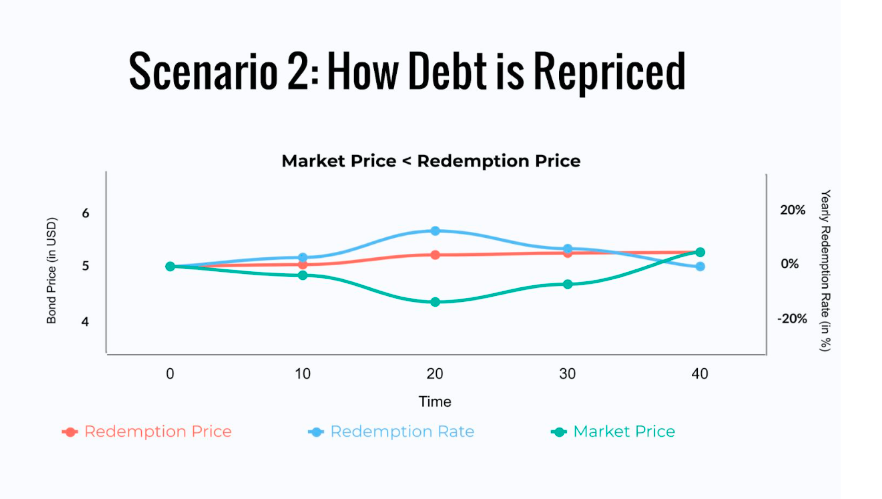 Scenario 2: How Debt is Repriced
Market Price < Redemption Price
Bond Price (in USD)
6
5
4
20%
0%
-20%
Yearly Redemption Rate (in %)
0 10 20 30 40
Time
Redemption Price Redemption Rate Market Price